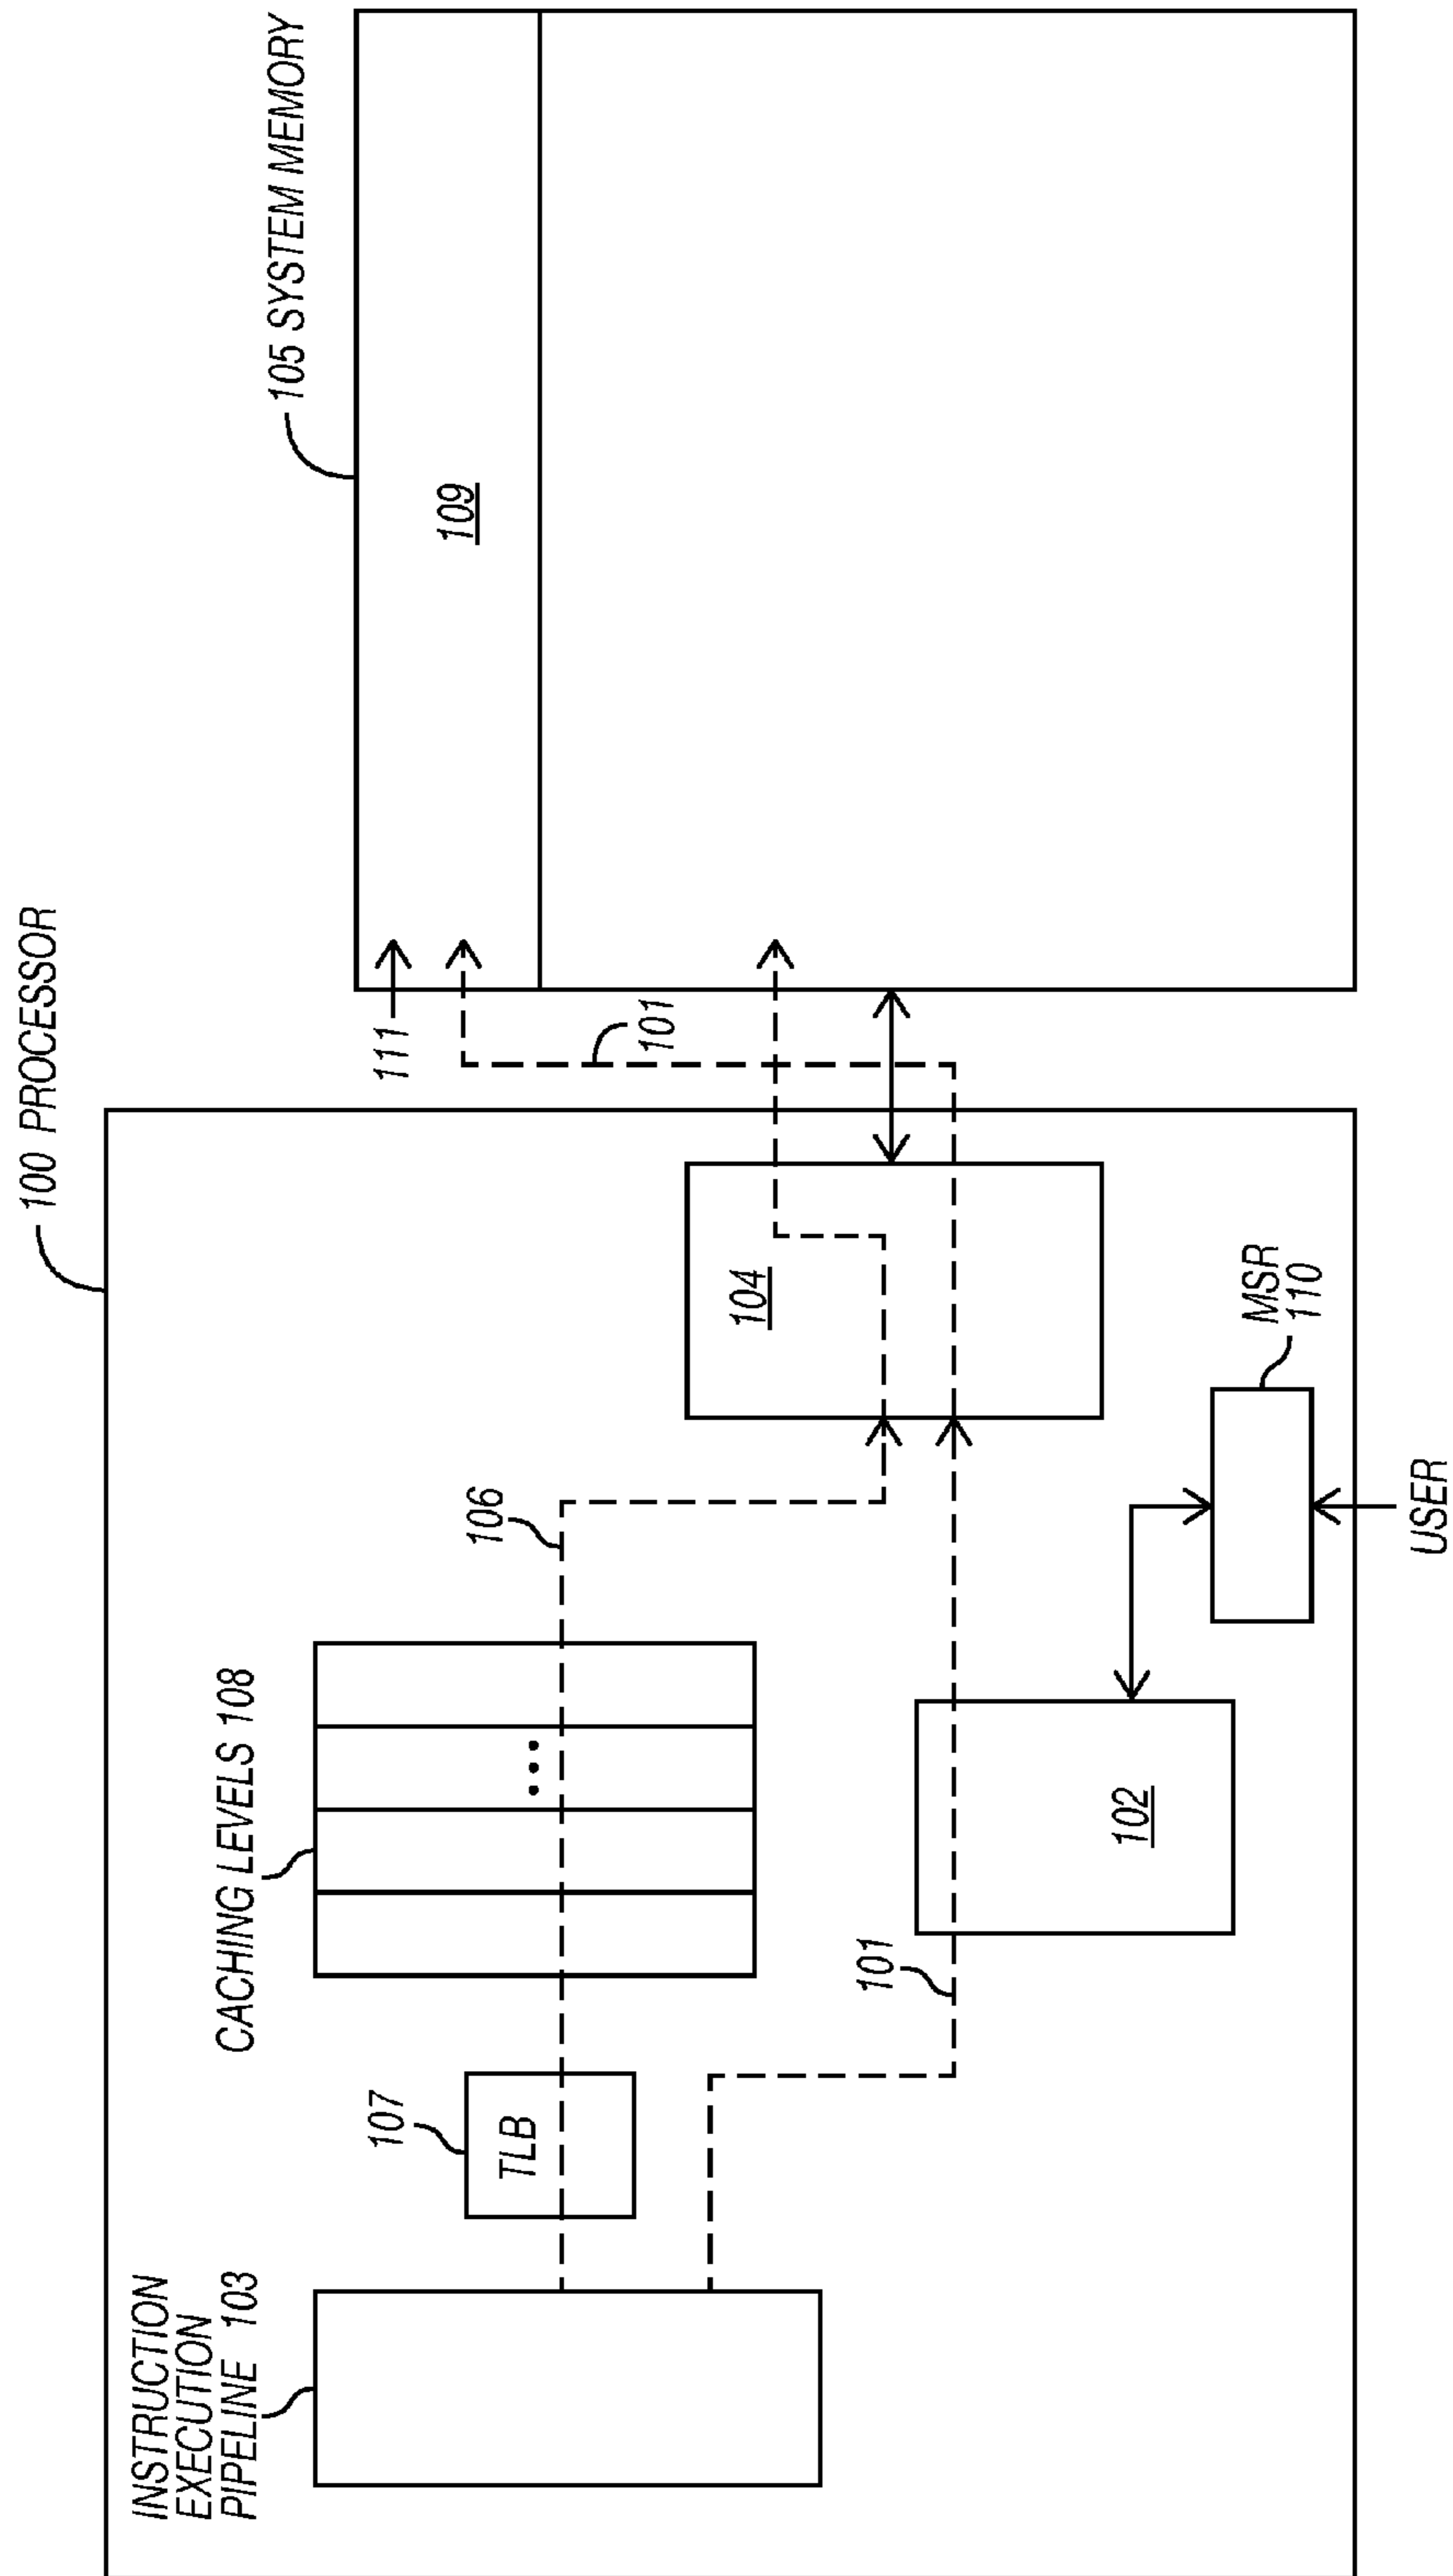 100 PROCESSOR
105 SYSTEM MEMORY
INSTRUCTION
EXECUTION
PIPELINE 103
107
TLB
CACHING LEVELS 108
106
111
109
101
104
101
102
MSR
110
USER